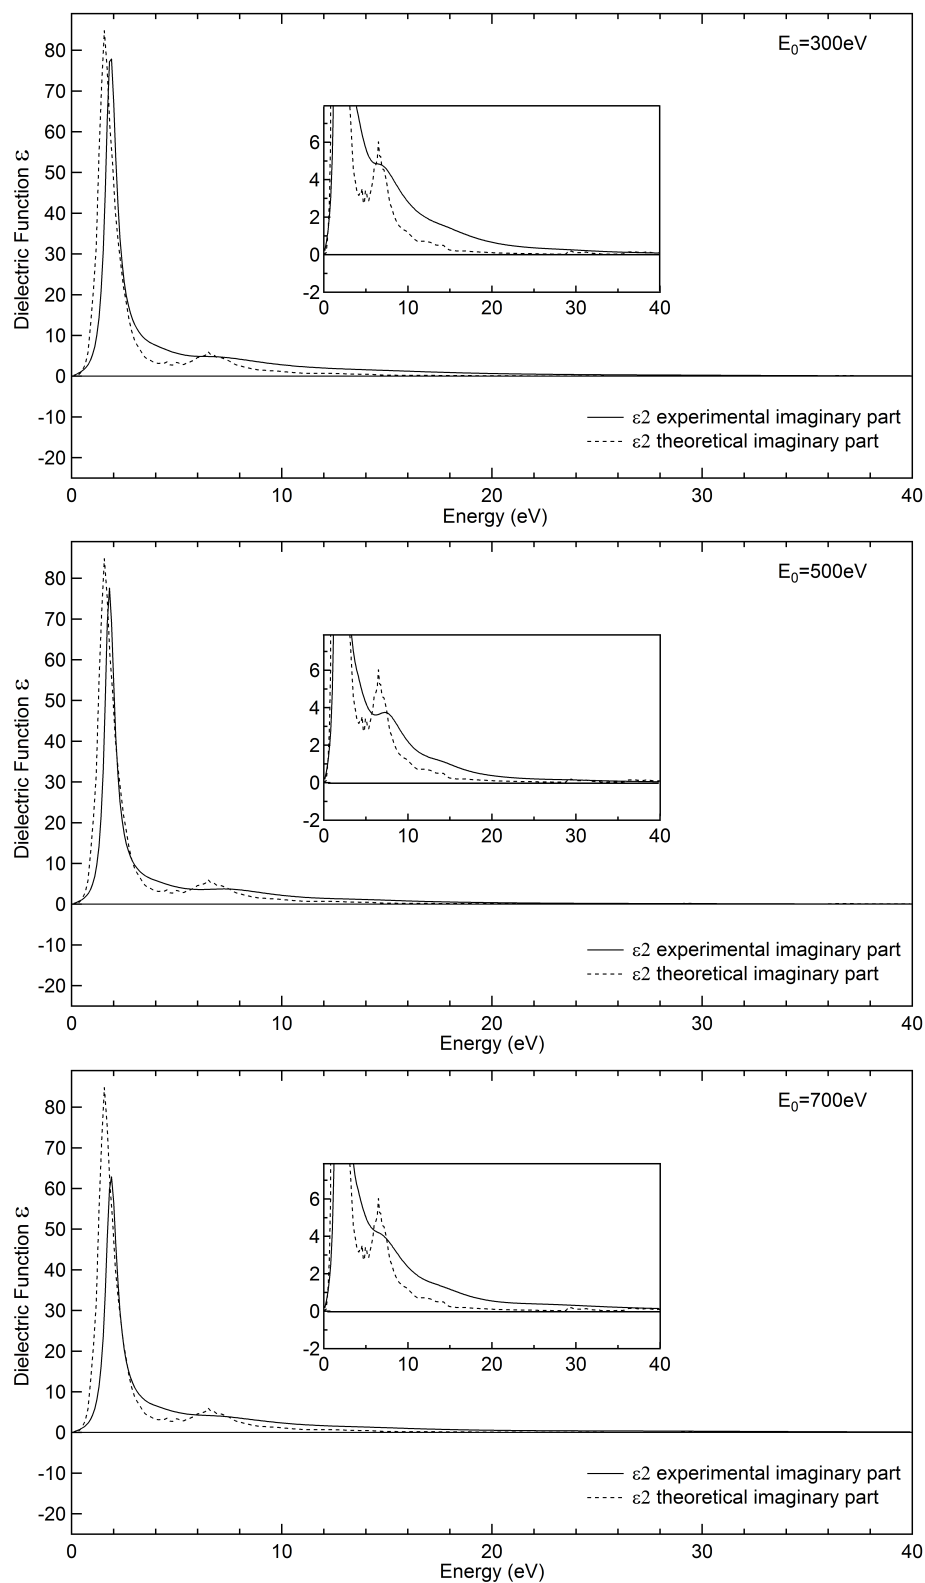 E₀=300eV
80
70
60
50
40
30
20
10
0
-10
-20
Dielectric Function ε
6
4
2
0
-2
0 10 20 30 40
ε2 experimental imaginary part
ε2 theoretical imaginary part
0 10 20 30 40
Energy (eV)
E₀=500eV
80
70
60
50
40
30
20
10
0
-10
-20
Dielectric Function ε
6
4
2
0
-2
0 10 20 30 40
ε2 experimental imaginary part
ε2 theoretical imaginary part
0 10 20 30 40
Energy (eV)
E₀=700eV
80
70
60
50
40
30
20
10
0
-10
-20
Dielectric Function ε
6
4
2
0
-2
0 10 20 30 40
ε2 experimental imaginary part
ε2 theoretical imaginary part
0 10 20 30 40
Energy (eV)